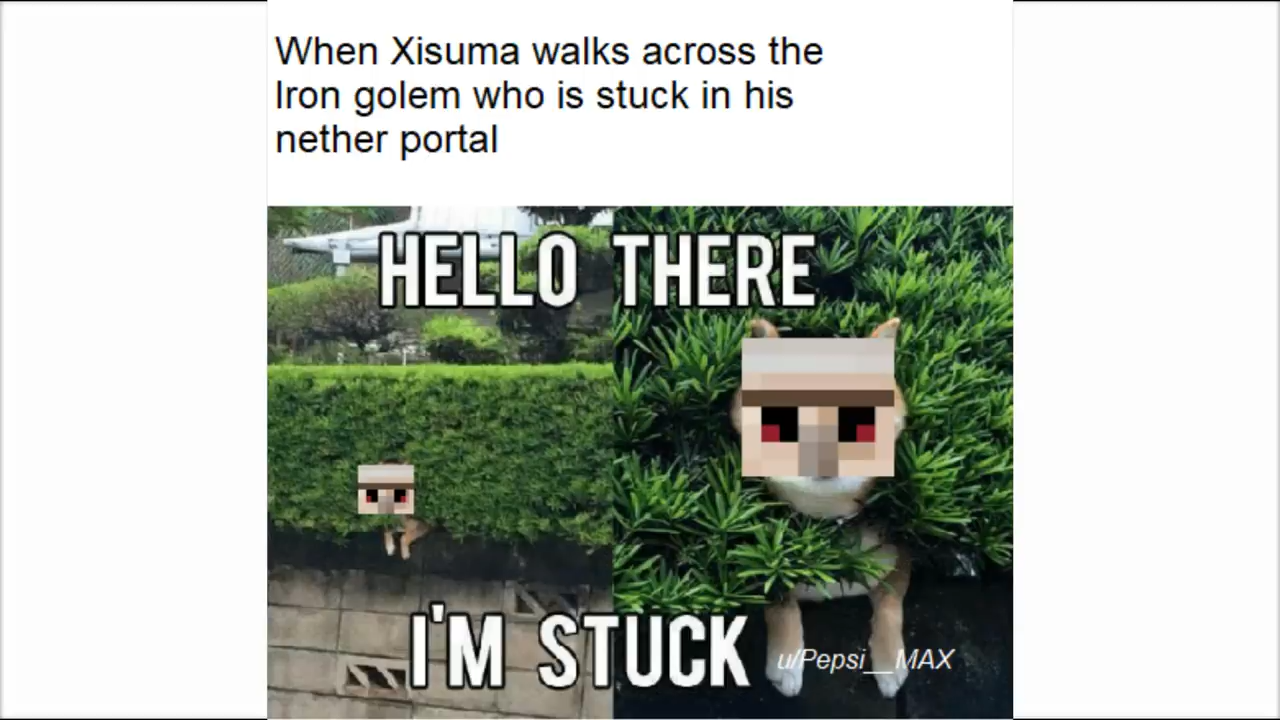 When Xisuma walks across the
Iron golem who is stuck in his
nether portal
HELLO THERE
I'M STUCK
u/Pepsi__MAX